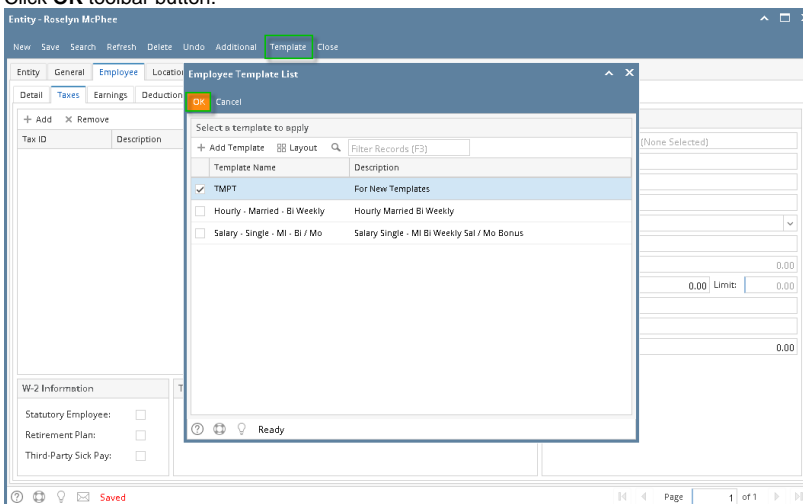 Click OK toolbar button.
Entity - Roselyn McPhee
New Save Search Refresh Delete Undo Additional Template Close
Entity General Employee Location
Employee Template List
Detail Taxes Earnings Deduction
OK Cancel
+ Add × Remove
Select a template to apply
Tax ID Description
+ Add Template Layout Filter Records (F3)
(None Selected)
Template Name Description
TMPT For New Templates
Hourly - Married - Bi Weekly Hourly Married Bi Weekly
Salary - Single - MI - Bi / Mo Salary Single - MI Bi Weekly Sal / Mo Bonus
0.00
0.00 Limit: 0.00
0.00
W-2 Information T
Statutory Employee:
Retirement Plan:
Third-Party Sick Pay:
Ready
Saved
Page 1 of 1